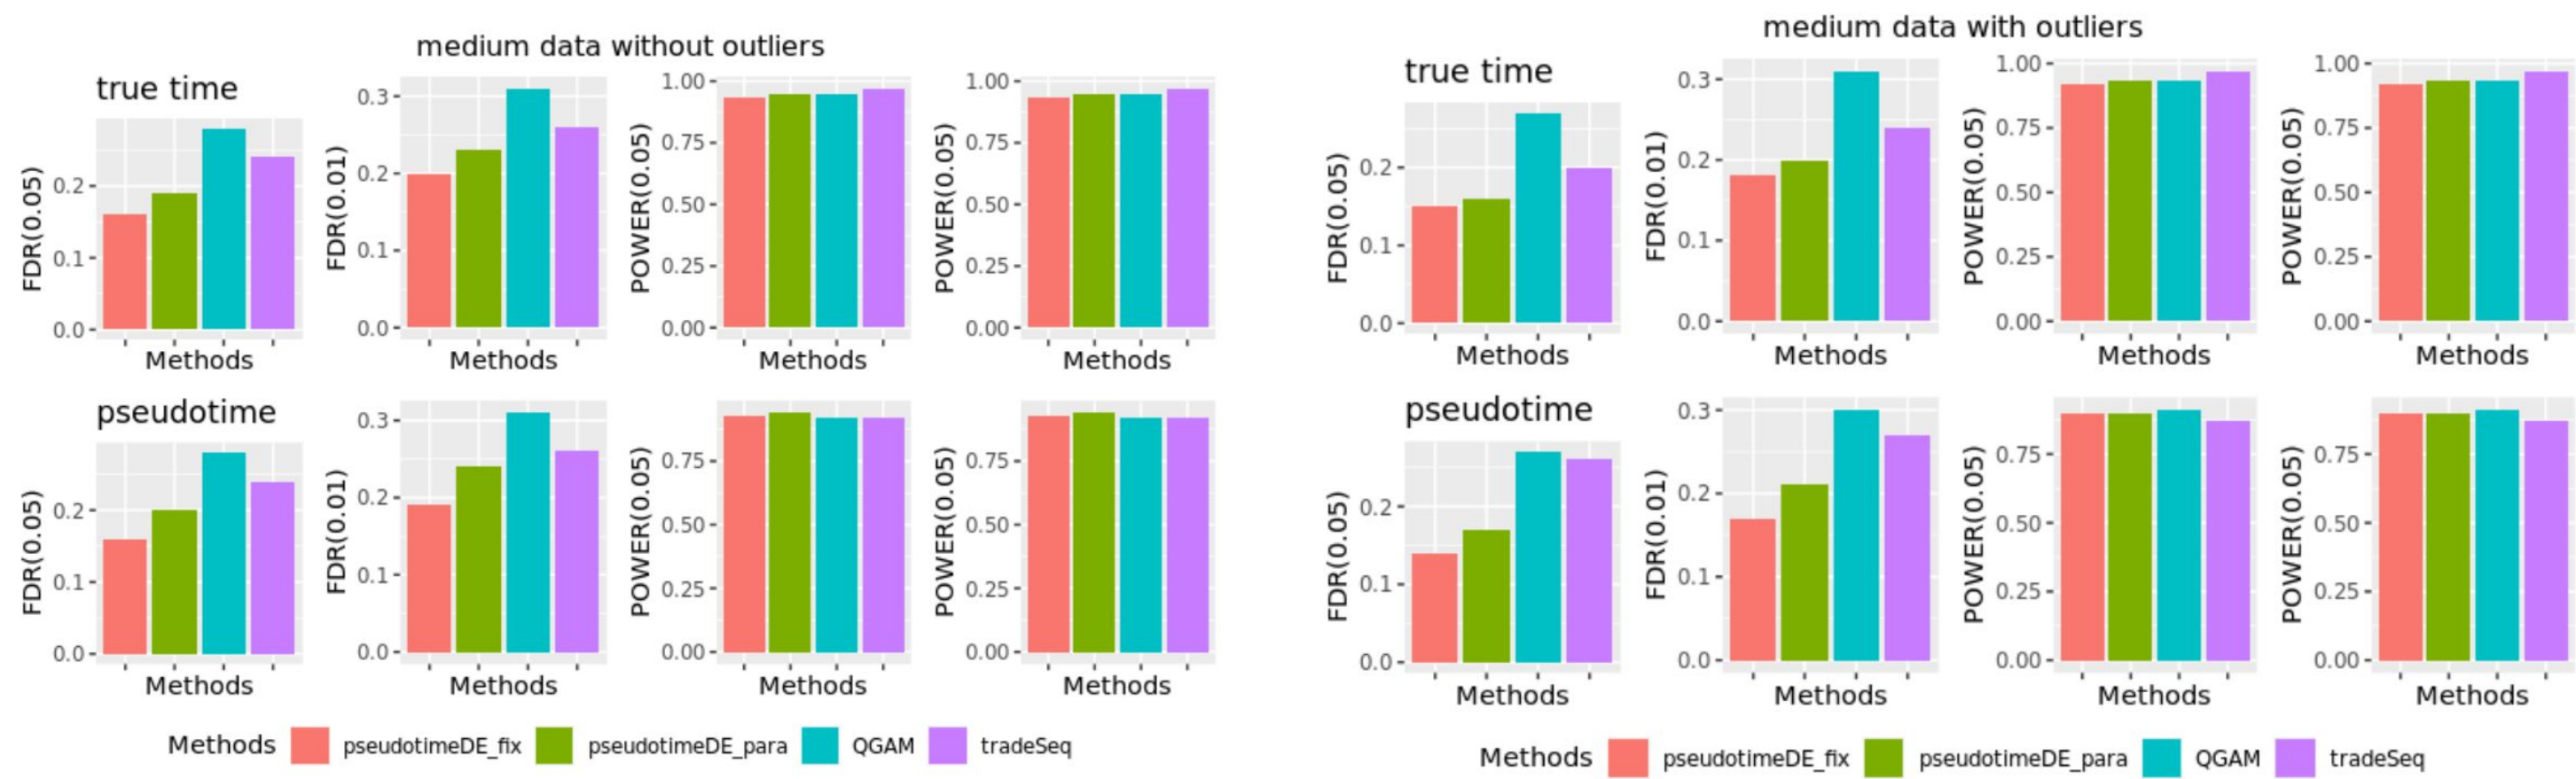 medium data without outliers
true time
FDR(0.05)
0.2
0.1
0.0
Methods
FDR(0.01)
0.3
0.2
0.1
0.0
Methods
POWER(0.05)
1.00
0.75
0.50
0.25
0.00
Methods
POWER(0.05)
1.00
0.75
0.50
0.25
0.00
Methods
pseudotime
FDR(0.05)
0.2
0.1
0.0
Methods
FDR(0.01)
0.3
0.2
0.1
0.0
Methods
POWER(0.05)
0.75
0.50
0.25
0.00
Methods
POWER(0.05)
0.75
0.50
0.25
0.00
Methods
Methods pseudotimeDE_fix pseudotimeDE_para QGAM tradeSeq
medium data with outliers
true time
FDR(0.05)
0.2
0.1
0.0
Methods
FDR(0.01)
0.3
0.2
0.1
0.0
Methods
POWER(0.05)
1.00
0.75
0.50
0.25
0.00
Methods
POWER(0.05)
1.00
0.75
0.50
0.25
0.00
Methods
pseudotime
FDR(0.05)
0.2
0.1
0.0
Methods
FDR(0.01)
0.3
0.2
0.1
0.0
Methods
POWER(0.05)
0.75
0.50
0.25
0.00
Methods
POWER(0.05)
0.75
0.50
0.25
0.00
Methods
Methods pseudotimeDE_fix pseudotimeDE_para QGAM tradeSeq